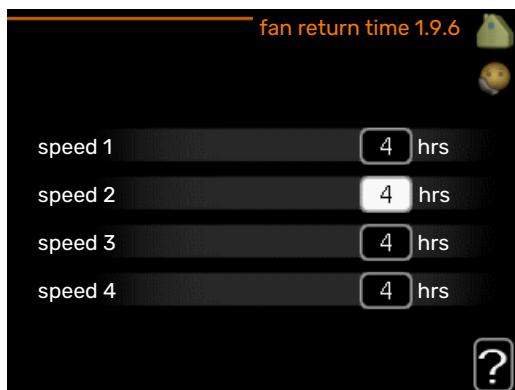 fan return time 1.9.6
speed 1 4 hrs
speed 2 4 hrs
speed 3 4 hrs
speed 4 4 hrs
?